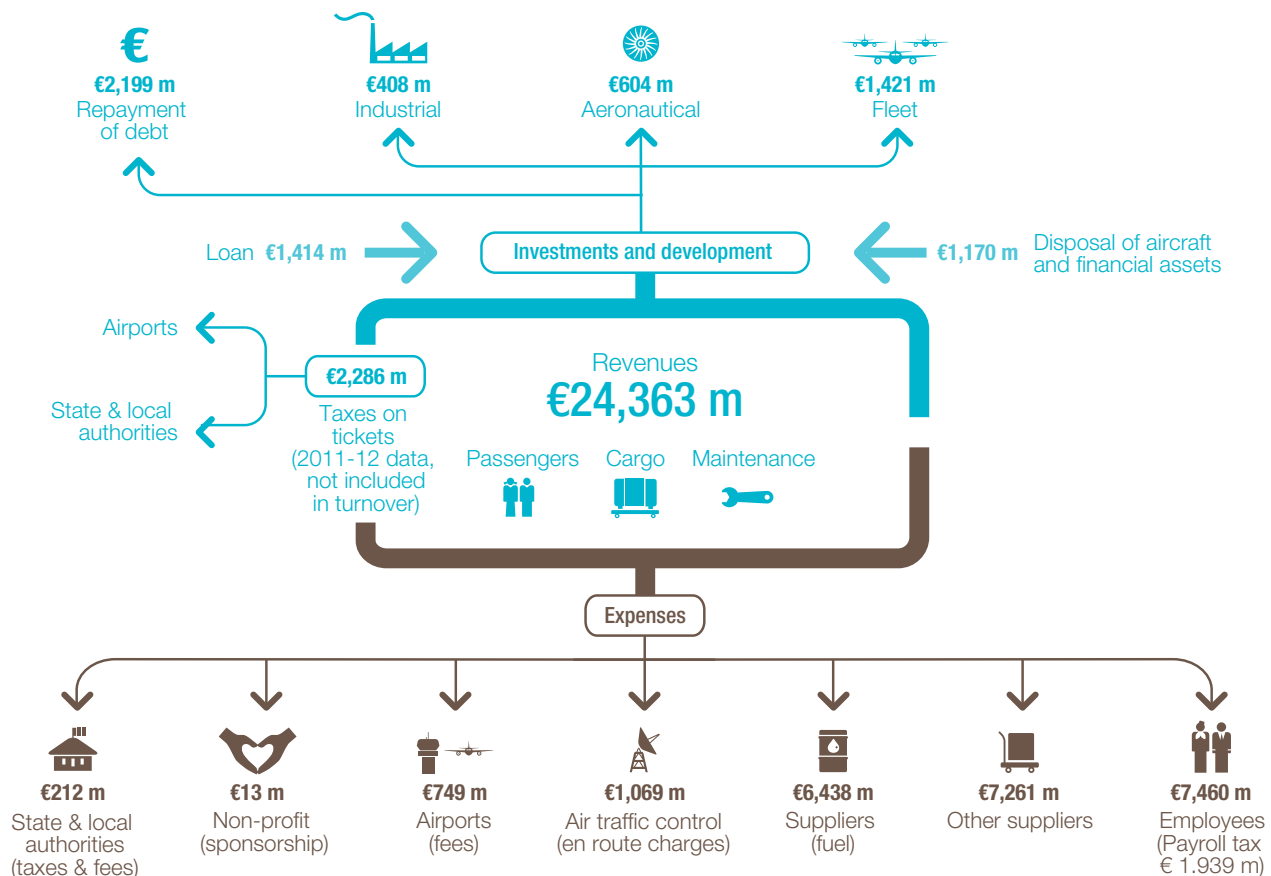 €
€2,199 m
Repayment
of debt
€408 m
Industrial
€604 m
Aeronautical
€1,421 m
Fleet
Loan €1,414 m
Investments and development
€1,170 m
Disposal of aircraft
and financial assets
Airports
State & local
authorities
€2,286 m
Taxes on
tickets
(2011-12 data,
not included
in turnover)
Revenues
€24,363 m
Passengers
Cargo
Maintenance
Expenses
€212 m
State & local
authorities
(taxes & fees)
€13 m
Non-profit
(sponsorship)
€749 m
Airports
(fees)
€1,069 m
Air traffic control
(en route charges)
€6,438 m
Suppliers
(fuel)
€7,261 m
Other suppliers
€7,460 m
Employees
(Payroll tax
€ 1.939 m)